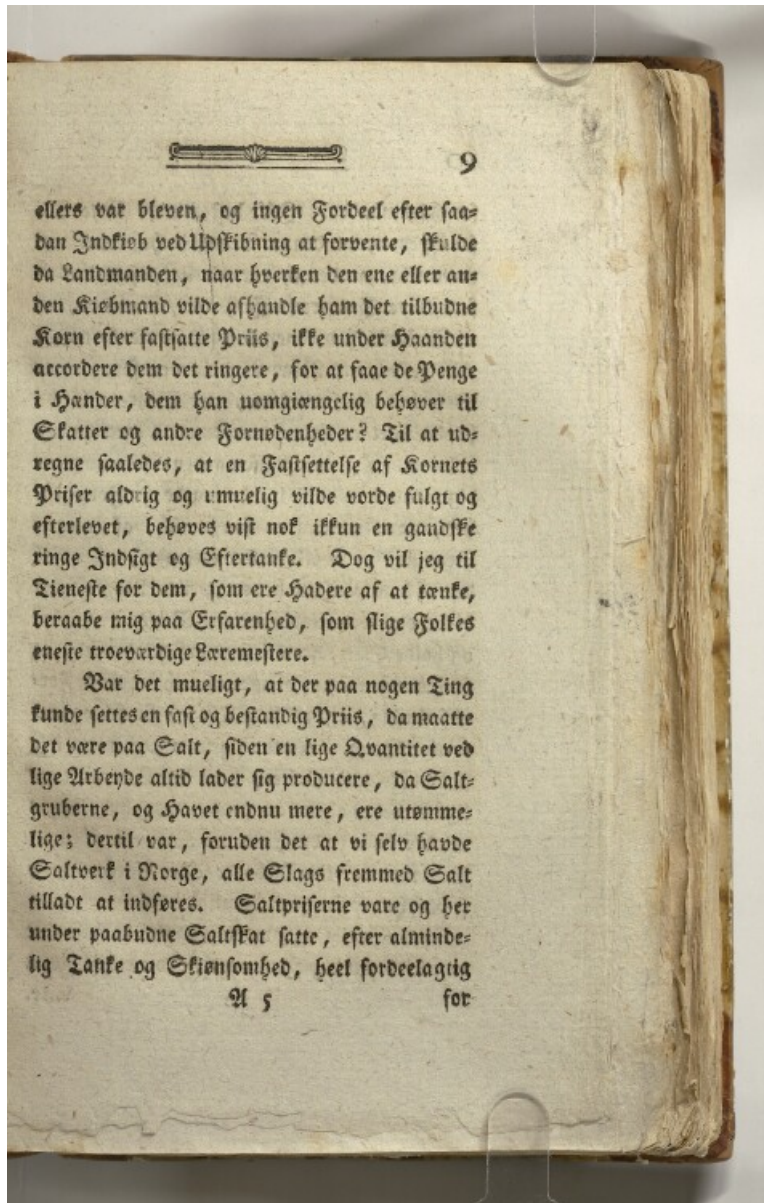 9
ellers var bleven, og ingen Fordeel efter saa-
dan Indkiøb ved Upskibning at forvente, skulde
da Landmanden, naar hverken den ene eller an-
den Kiøbmand vilde afhandle ham det tilbudne
Korn efter fastsatte Priis, ikke under Haanden
accordere dem det ringere, for at faae de Penge
i Hænder, dem han uomgiængelig behøver til
Skatter og andre Fornødenheder? Til at ud-
regne saaledes, at en Fastsettelse af Kornets
Priser aldrig og umuelig vilde vorde fulgt og
efterlevet, behøves vist nok ikkun en gandske
ringe Indsigt og Eftertanke. Dog vil jeg til
Tieneste for dem, som ere Hadere af at tænke,
beraabe mig paa Erfarenhed, som slige Folkes
eneste troeværdige Læremestere.
Var det mueligt, at der paa nogen Ting
kunde settes en fast og bestandig Priis, da maatte
det være paa Salt, siden en lige Qvantitet ved
lige Arbeyde altid lader sig producere, da Salt-
gruberne, og Havet endnu mere, ere utømme-
lige; dertil var, foruden det at vi selv havde
Saltverk i Norge, alle Slags fremmed Salt
tilladt at indføres. Saltpriserne vare og her
under paabudne Saltskat satte, efter alminde-
lig Tanke og Skiønsomhed, heel fordeelagtig
A 5 for